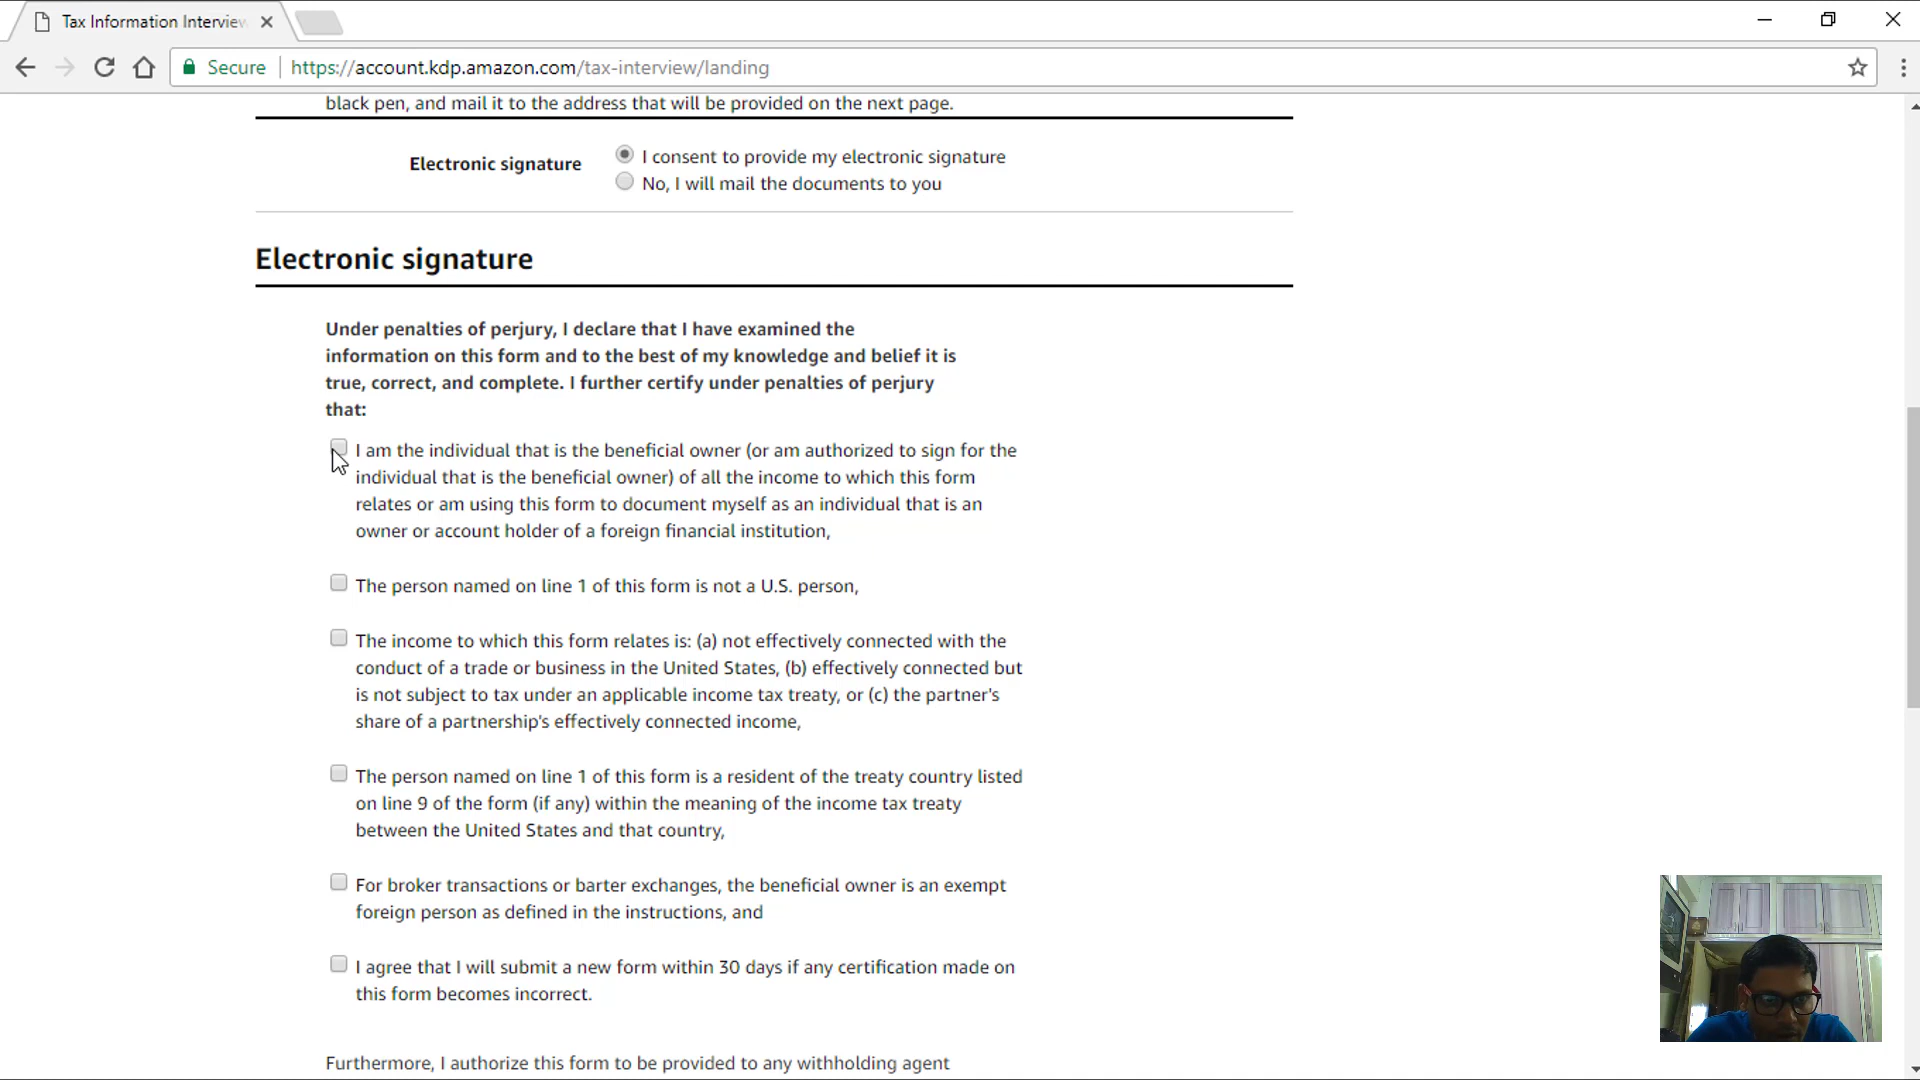 Tax Information Interview
Secure
https://account.kdp.amazon.com/tax-interview/landing
black pen, and mail it to the address that will be provided on the next page.
Electronic signature
I consent to provide my electronic signature
No, I will mail the documents to you
Electronic signature
Under penalties of perjury, I declare that I have examined the
information on this form and to the best of my knowledge and belief it is
true, correct, and complete. I further certify under penalties of perjury
that:
I am the individual that is the beneficial owner (or am authorized to sign for the
individual that is the beneficial owner) of all the income to which this form
relates or am using this form to document myself as an individual that is an
owner or account holder of a foreign financial institution,
The person named on line 1 of this form is not a U.S. person,
The income to which this form relates is: (a) not effectively connected with the
conduct of a trade or business in the United States, (b) effectively connected but
is not subject to tax under an applicable income tax treaty, or (c) the partner's
share of a partnership's effectively connected income,
The person named on line 1 of this form is a resident of the treaty country listed
on line 9 of the form (if any) within the meaning of the income tax treaty
between the United States and that country,
For broker transactions or barter exchanges, the beneficial owner is an exempt
foreign person as defined in the instructions, and
I agree that I will submit a new form within 30 days if any certification made on
this form becomes incorrect.
Furthermore, I authorize this form to be provided to any withholding agent